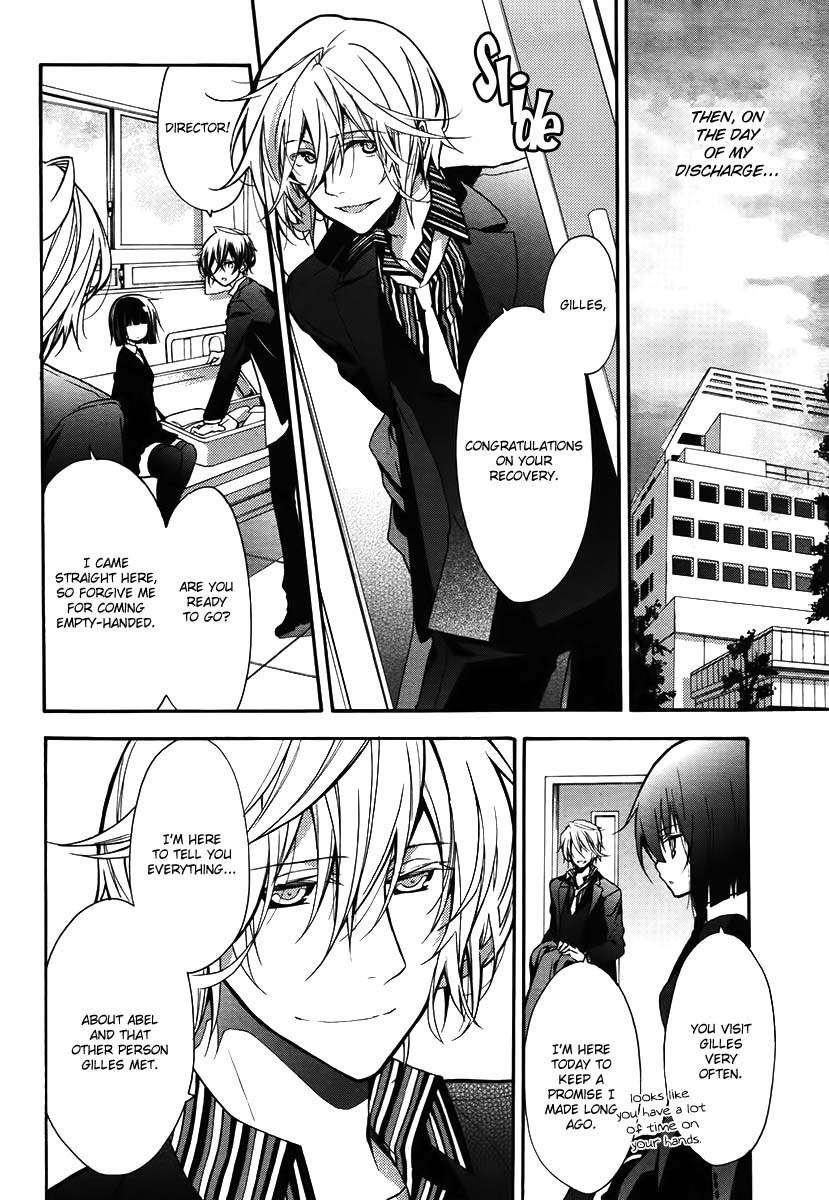 THEN, ON
THE DAY
OF MY
DISCHARGE...
Slide
GILLES,
CONGRATULATIONS
ON YOUR
RECOVERY.
DIRECTOR!
ARE YOU
READY
TO GO?
I CAME
STRAIGHT HERE,
SO FORGIVE ME
FOR COMING
EMPTY-HANDED.
YOU VISIT
GILLES
VERY
OFTEN.
looks like
you have a lot
of time on
your hands.
I'M HERE
TODAY TO
KEEP A
PROMISE I
MADE LONG
AGO.
I'M HERE
TO TELL YOU
EVERYTHING...
ABOUT ABEL
AND THAT
OTHER PERSON
GILLES MET.